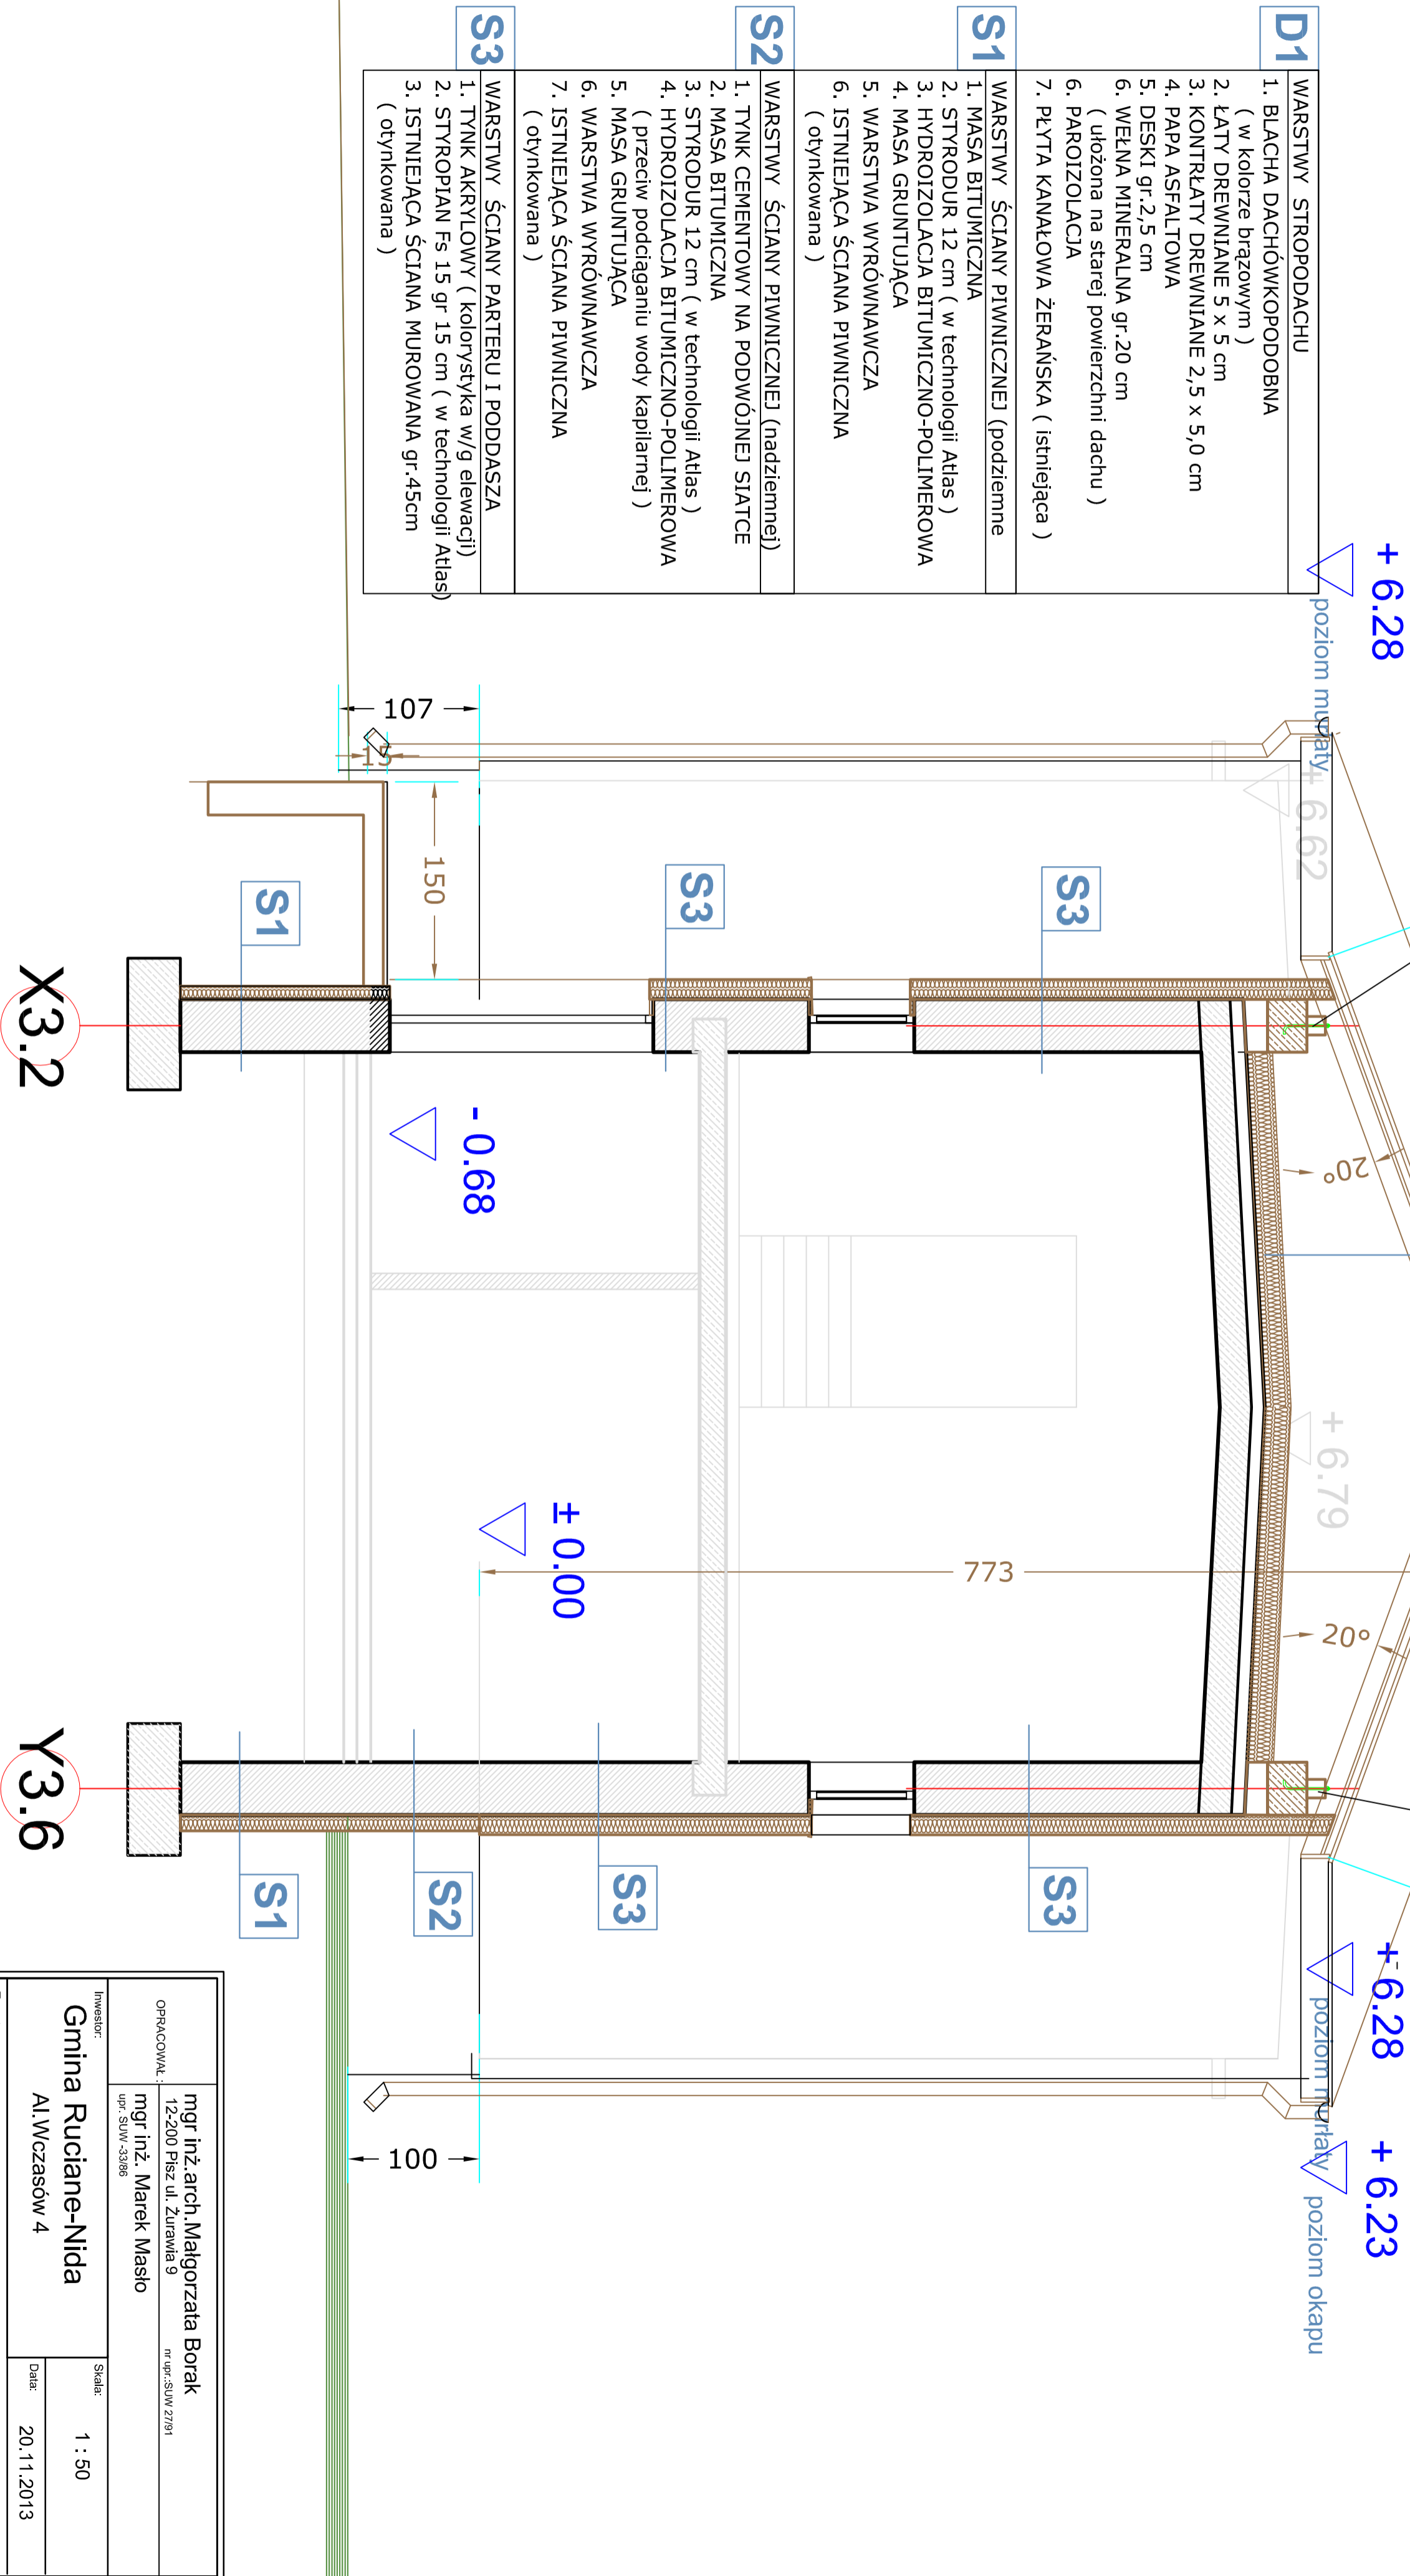 D1
WARSTWY STROPODACHU
1. BLACHA DACHÓWKOPODOBNA
( w kolorze brązowym )
2. ŁATY DREWNIANE 5 x 5 cm
3. KONTRŁATY DREWNIANE 2,5 x 5,0 cm
4. PAPA ASFALTOWA
5. DESKI gr.2,5 cm
6. WEŁNA MINERALNA gr.20 cm
( ułożona na starej powierzchni dachu )
6. PAROIZOLACJA
7. PŁYTA KANAŁOWA ŻERAŃSKA ( istniejąca )
S1
WARSTWY ŚCIANY PIWNICZNEJ (podziemne
1. MASA BITUMICZNA
2. STYRODUR 12 cm ( w technologii Atlas )
3. HYDROIZOLACJA BITUMICZNO-POLIMEROWA
4. MASA GRUNTUJĄCA
5. WARSTWA WYRÓWNAWCZA
6. ISTNIEJĄCA ŚCIANA PIWNICZNA
( otynkowana )
S2
WARSTWY ŚCIANY PIWNICZNEJ (nadziemnej)
1. TYNK CEMENTOWY NA PODWÓJNEJ SIATCE
2. MASA BITUMICZNA
3. STYRODUR 12 cm ( w technologii Atlas )
4. HYDROIZOLACJA BITUMICZNO-POLIMEROWA
( przeciw podciąganiu wody kapilarnej )
5. MASA GRUNTUJĄCA
6. WARSTWA WYRÓWNAWCZA
7. ISTNIEJĄCA ŚCIANA PIWNICZNA
( otynkowana )
S3
WARSTWY ŚCIANY PARTERU I PODDASZA
1. TYNK AKRYLOWY ( kolorystyka w/g elewacji)
2. STYROPIAN Fs 15 gr 15 cm ( w technologii Atlas)
3. ISTNIEJĄCA ŚCIANA MUROWANA gr.45cm
( otynkowana )
+ 6.28
poziom murłaty
+ 6.62
+ 6.79
20°
20°
+ 6.28
poziom murłaty
+ 6.23
poziom okapu
S3
S3
773
S3
S3
± 0.00
- 0.68
107
15
150
100
S1
S2
S1
X3.2
Y3.6
OPRACOWAŁ :
mgr inż.arch.Małgorzata Borak
12-200 Pisz ul. Żurawia 9
nr upr.:SUW 27/91
mgr inż. Marek Masło
upr. SUW -33/86
Inwestor:
Gmina Ruciane-Nida
Al.Wczasów 4
Skala:
1 : 50
Data:
20.11.2013